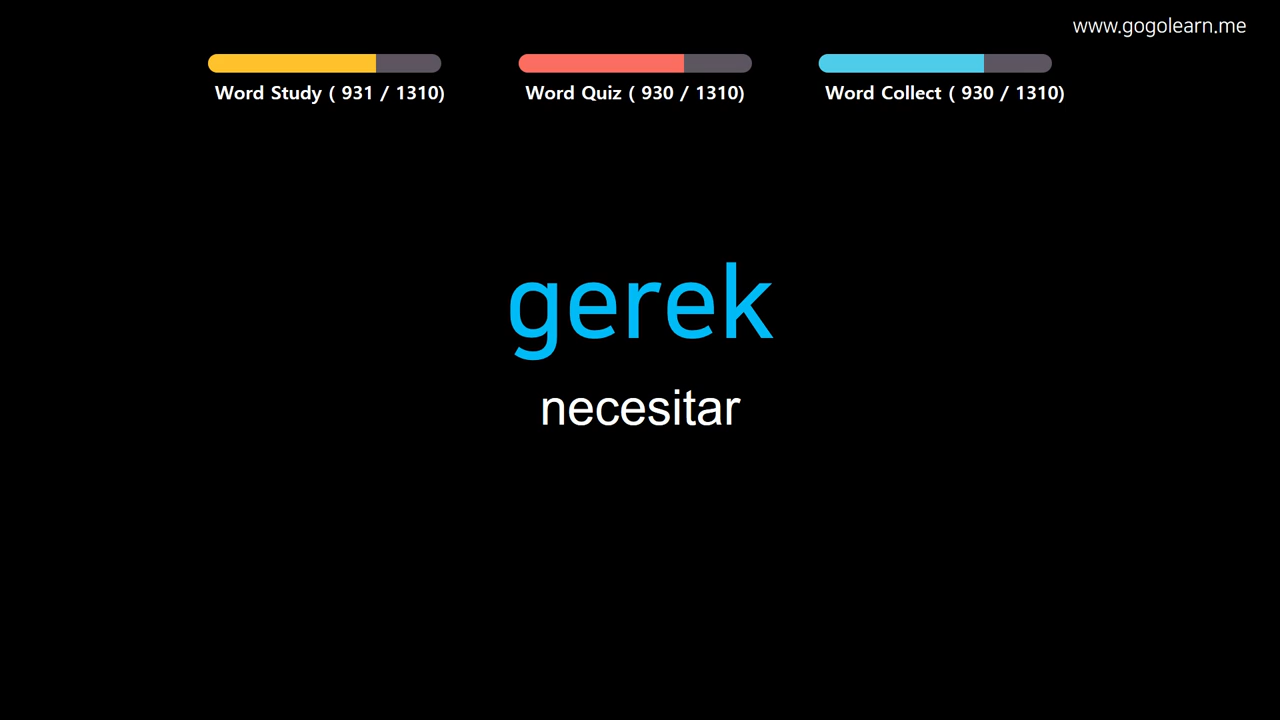 www.gogolearn.me
Word Study ( 931 / 1310)
Word Quiz ( 930 / 1310)
Word Collect ( 930 / 1310)
gerek
necesitar